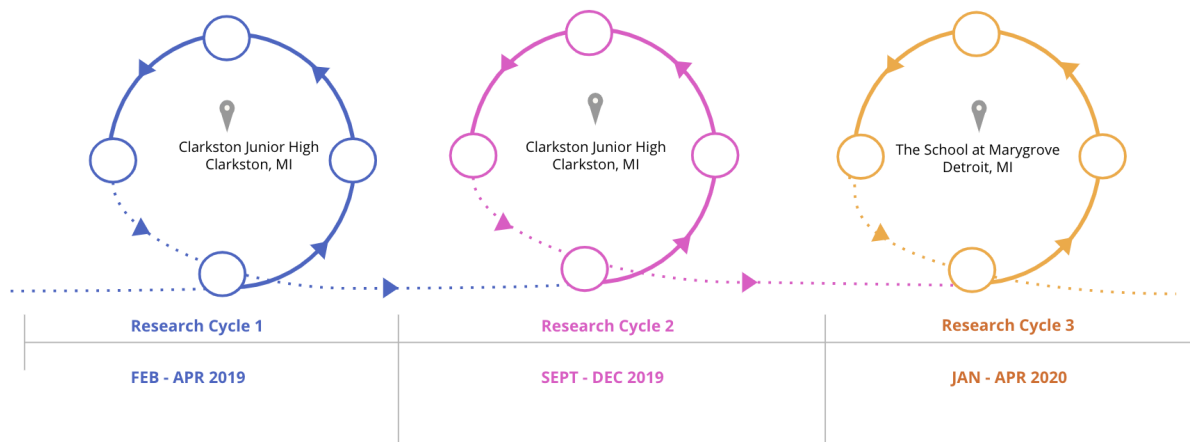 Clarkston Junior High
Clarkston, MI
Clarkston Junior High
Clarkston, MI
The School at Marygrove
Detroit, MI
Research Cycle 1
Research Cycle 2
Research Cycle 3
FEB - APR 2019
SEPT - DEC 2019
JAN - APR 2020